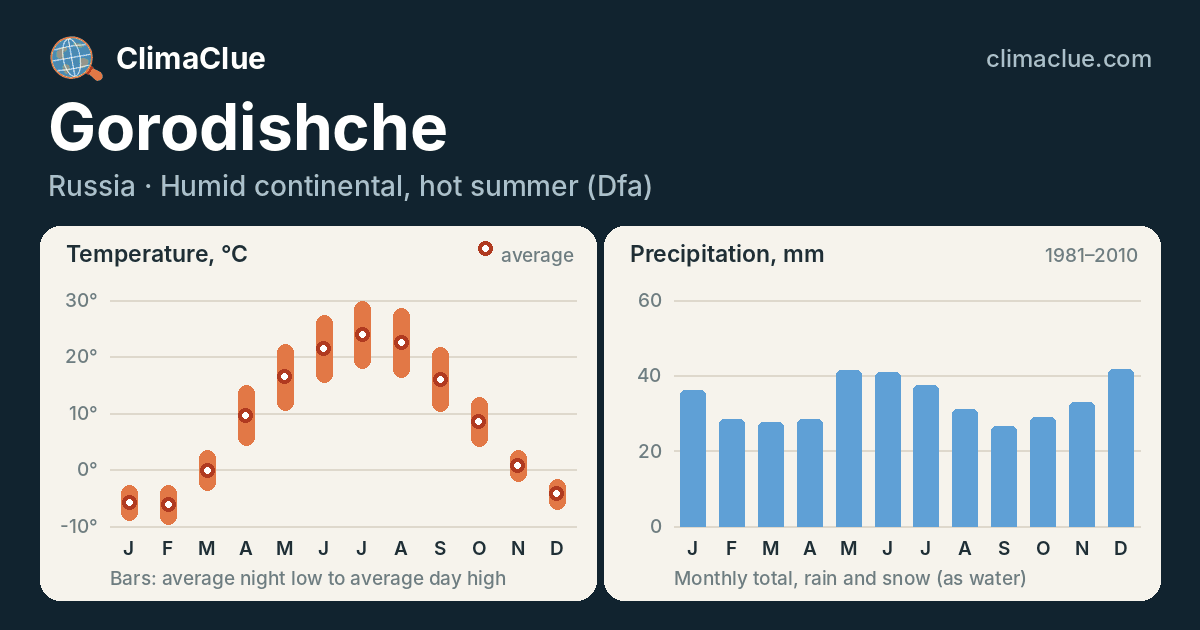 ClimaClue
climaclue.com
Gorodishche
Russia · Humid continental, hot summer (Dfa)
Temperature, °C
average
30°
20°
10°
0°
-10°
J F M A M J J A S O N D
Bars: average night low to average day high
Precipitation, mm
1981–2010
60
40
20
0
J F M A M J J A S O N D
Monthly total, rain and snow (as water)